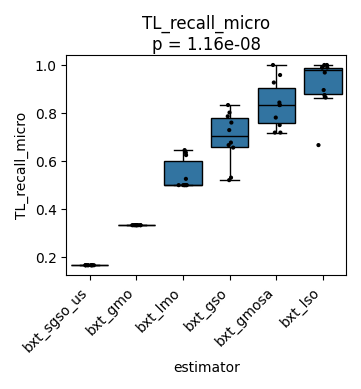 TL_recall_micro
p = 1.16e-08
TL_recall_micro
1.0
0.8
0.6
0.4
0.2
bxt_sgso_us
bxt_gmo
bxt_lmo
bxt_gso
bxt_gmosa
bxt_lso
estimator